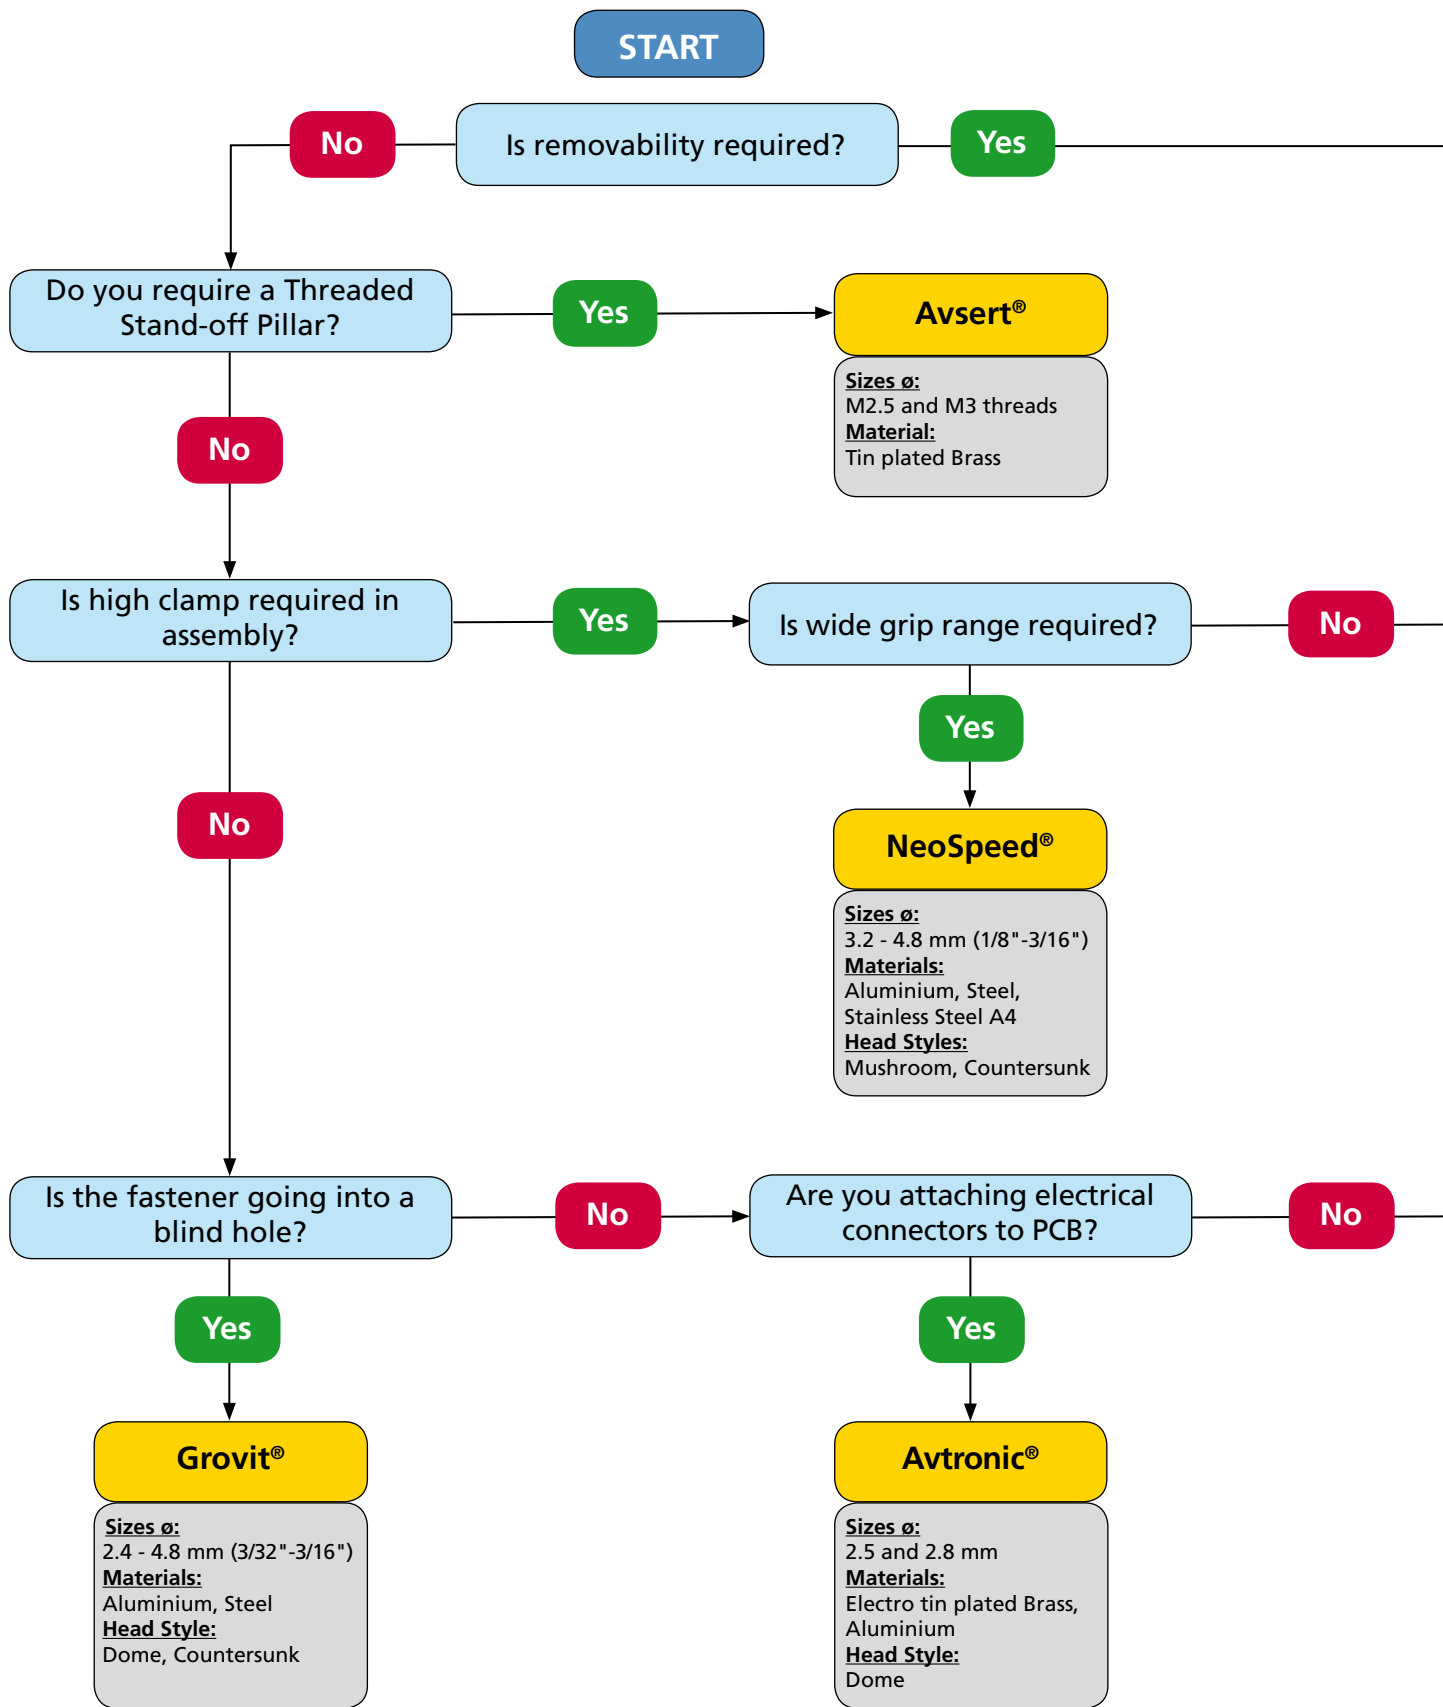 START
No
Is removability required?
Yes
Do you require a Threaded
Stand-off Pillar?
Yes
Avsert®
Sizes ø:
M2.5 and M3 threads
Material:
Tin plated Brass
No
Is high clamp required in
assembly?
Yes
Is wide grip range required?
No
Yes
No
NeoSpeed®
Sizes ø:
3.2 - 4.8 mm (1/8"-3/16")
Materials:
Aluminium, Steel,
Stainless Steel A4
Head Styles:
Mushroom, Countersunk
Is the fastener going into a
blind hole?
No
Are you attaching electrical
connectors to PCB?
No
Yes
Yes
Grovit®
Sizes ø:
2.4 - 4.8 mm (3/32"-3/16")
Materials:
Aluminium, Steel
Head Style:
Dome, Countersunk
Avtronic®
Sizes ø:
2.5 and 2.8 mm
Materials:
Electro tin plated Brass,
Aluminium
Head Style:
Dome